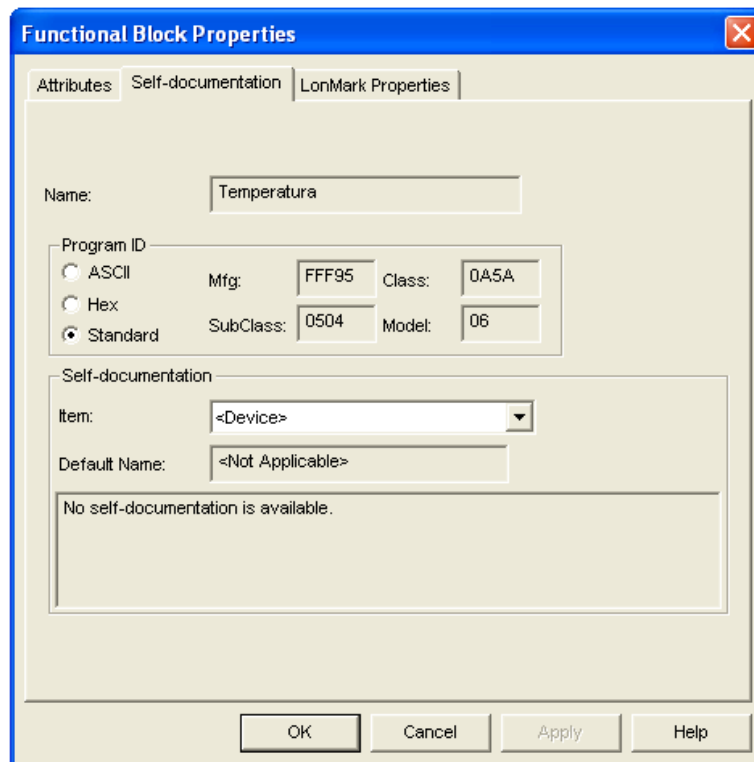 Functional Block Properties
Attributes Self-documentation LonMark Properties
Name: Temperatura
Program ID
ASCII Mfg: FFF95 Class: 0A5A
Hex
Standard SubClass: 0504 Model: 06
Self-documentation
Item: <Device>
Default Name: <Not Applicable>
No self-documentation is available.
OK Cancel Apply Help